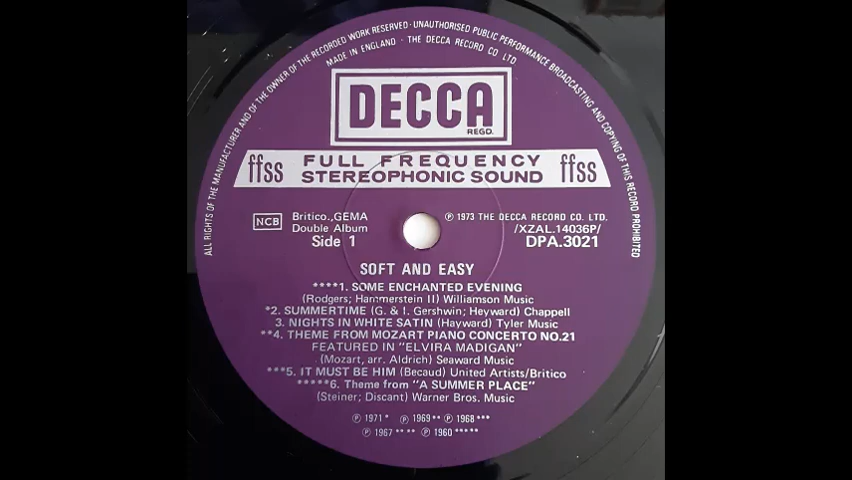 ALL RIGHTS OF THE MANUFACTURER AND OF THE OWNER OF THE RECORDED WORK RESERVED · UNAUTHORISED PUBLIC PERFORMANCE BROADCASTING AND COPYING OF THIS RECORD PROHIBITED
MADE IN ENGLAND · THE DECCA RECORD CO LTD
DECCA
REGD.
ffss FULL FREQUENCY STEREOPHONIC SOUND ffss
NCB Britico.,GEMA ℗ 1973 THE DECCA RECORD CO. LTD.
Double Album /XZAL.14036P/
Side 1 DPA.3021
SOFT AND EASY
****1. SOME ENCHANTED EVENING
(Rodgers; Hammerstein II) Williamson Music
*2. SUMMERTIME (G. & I. Gershwin; Heyward) Chappell
3. NIGHTS IN WHITE SATIN (Hayward) Tyler Music
**4. THEME FROM MOZART PIANO CONCERTO NO.21
FEATURED IN "ELVIRA MADIGAN"
(Mozart, arr. Aldrich) Seaward Music
***5. IT MUST BE HIM (Becaud) United Artists/Britico
*****6. Theme from "A SUMMER PLACE"
(Steiner; Discant) Warner Bros. Music
℗ 1971 * ℗ 1969 ** ℗ 1968 ***
℗ 1967 **** ℗ 1960 *****